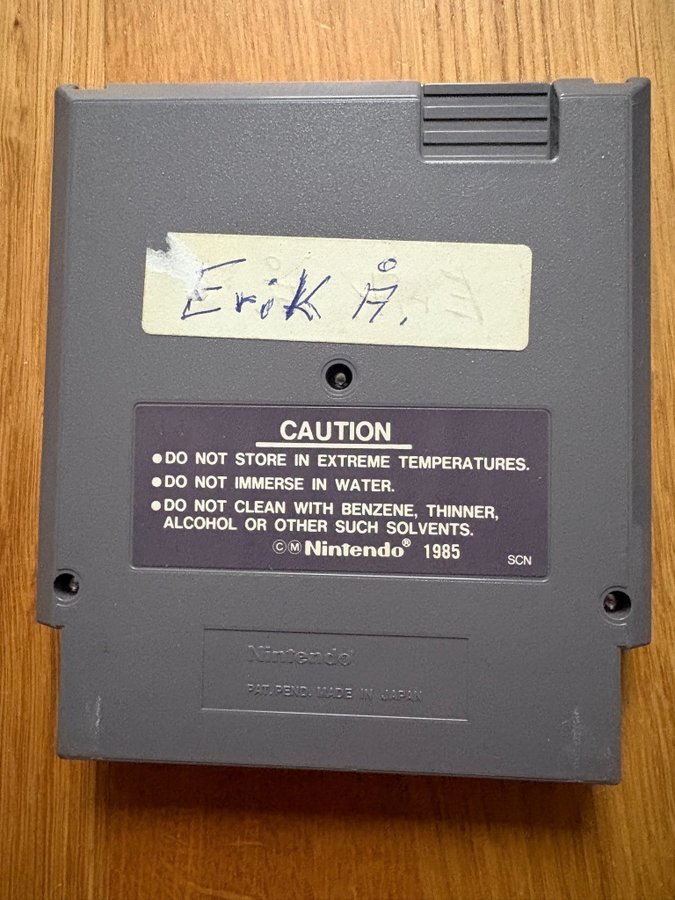 Erik Å.
CAUTION
●DO NOT STORE IN EXTREME TEMPERATURES.
●DO NOT IMMERSE IN WATER.
●DO NOT CLEAN WITH BENZENE, THINNER,
ALCOHOL OR OTHER SUCH SOLVENTS.
ⒸⓂNintendo® 1985
SCN
Nintendo®
PAT. PEND. MADE IN JAPAN